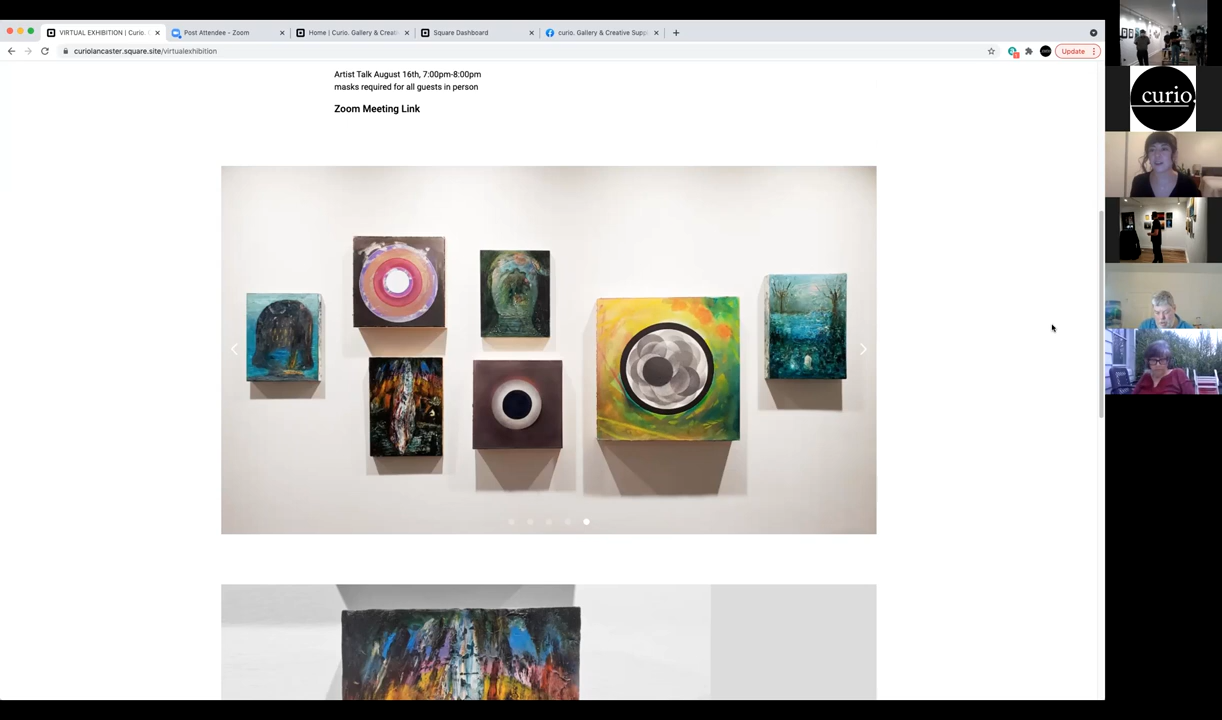 VIRTUAL EXHIBITION | Curio. 
Post Attendee - Zoom
Home | Curio. Gallery & Creati
Square Dashboard
curio. Gallery & Creative Supp
curiolancaster.square.site/virtualexhibition
Update
Artist Talk August 16th, 7:00pm-8:00pm
masks required for all guests in person
Zoom Meeting Link
curio.